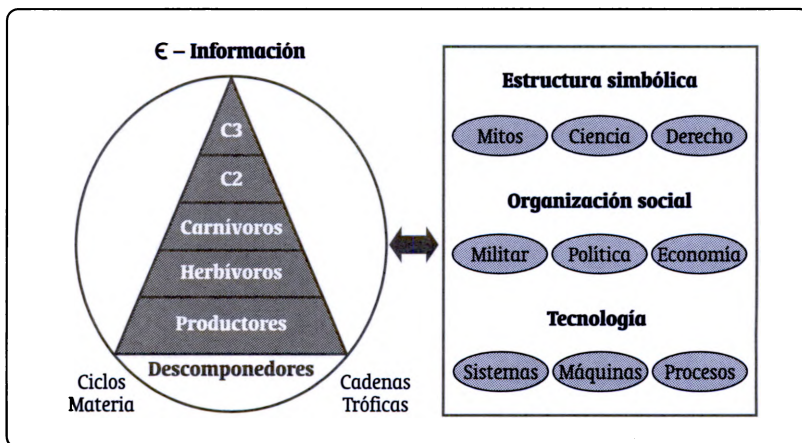 Є – Información
C3
C2
Carnívoros
Herbívoros
Productores
Descomponedores
Ciclos
Materia
Cadenas
Tróficas
Estructura simbólica
Mitos Ciencia Derecho
Organización social
Militar Política Economía
Tecnología
Sistemas Máquinas Procesos